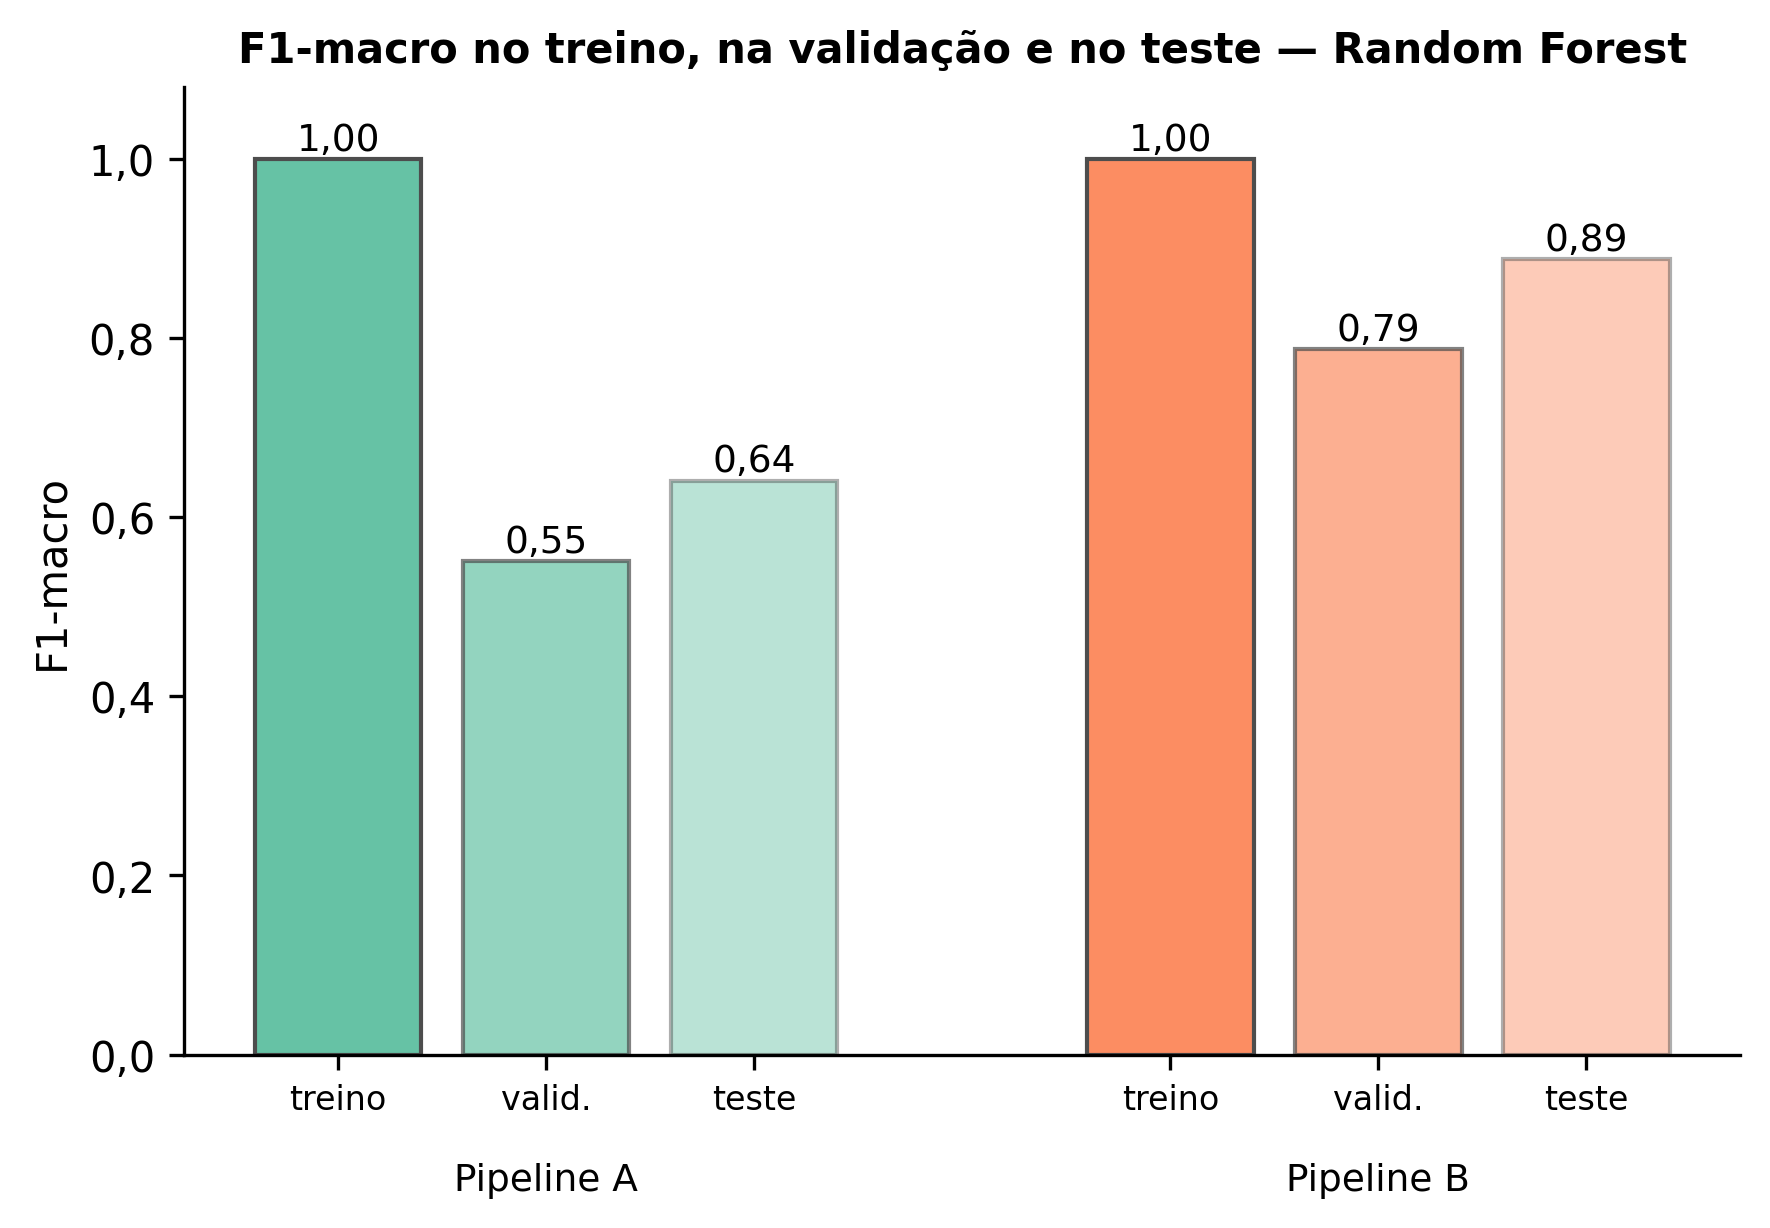 F1-macro no treino, na validação e no teste — Random Forest
F1-macro
1,0
0,8
0,6
0,4
0,2
0,0
1,00
0,55
0,64
1,00
0,79
0,89
treino
valid.
teste
treino
valid.
teste
Pipeline A
Pipeline B